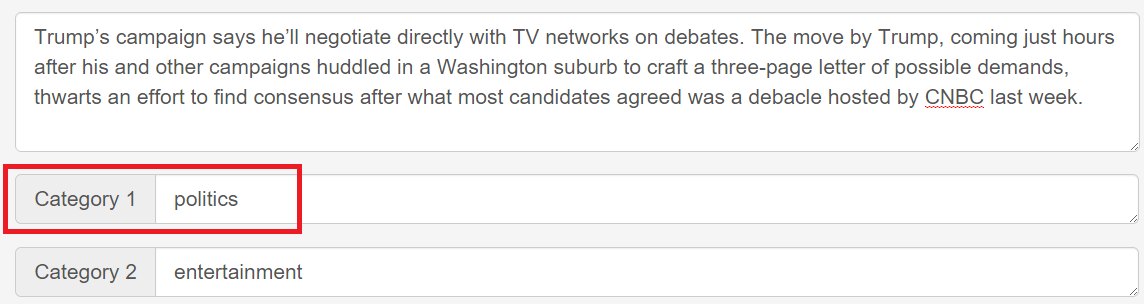 Trump’s campaign says he’ll negotiate directly with TV networks on debates. The move by Trump, coming just hours
after his and other campaigns huddled in a Washington suburb to craft a three-page letter of possible demands,
thwarts an effort to find consensus after what most candidates agreed was a debacle hosted by CNBC last week.
Category 1 politics
Category 2 entertainment